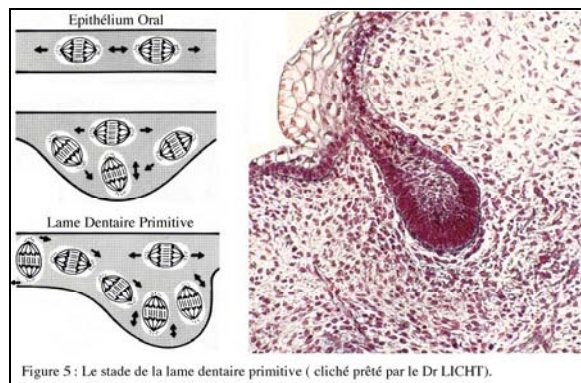 Epithélium Oral
Lame Dentaire Primitive
Figure 5 : Le stade de la lame dentaire primitive ( cliché prêté par le Dr LICHT).